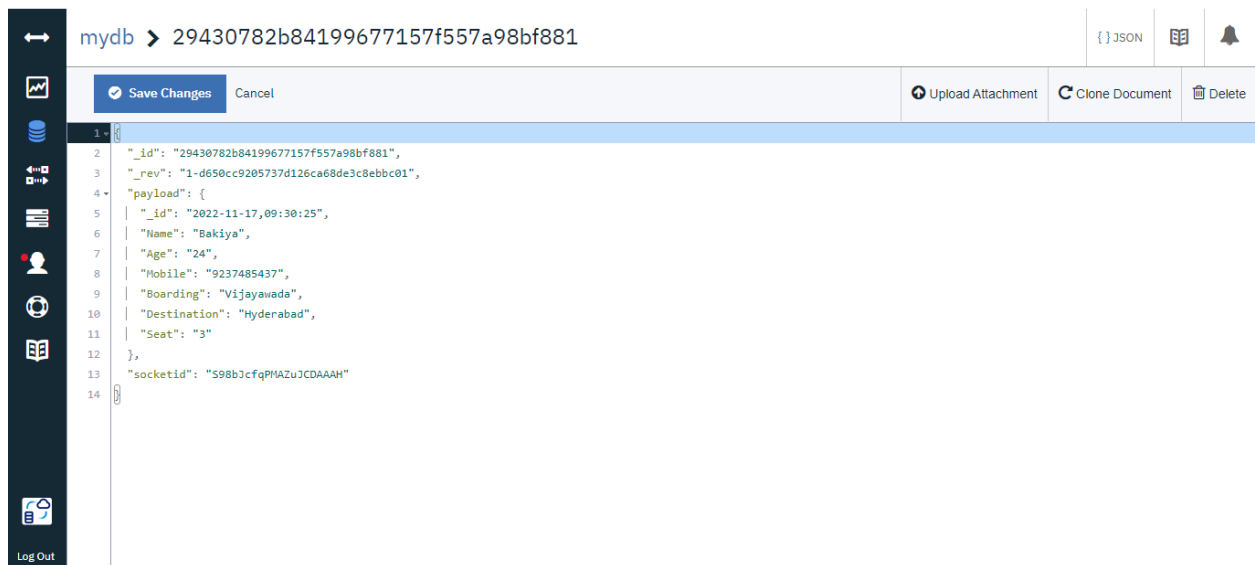 mydb > 29430782b84199677157f557a98bf881
{ } JSON
Save Changes Cancel Upload Attachment Clone Document Delete
1 {
2 "_id": "29430782b84199677157f557a98bf881",
3 "_rev": "1-d650cc9205737d126ca68de3c8ebbc01",
4 "payload": {
5 "_id": "2022-11-17,09:30:25",
6 "Name": "Bakiya",
7 "Age": "24",
8 "Mobile": "9237485437",
9 "Boarding": "Vijayawada",
10 "Destination": "Hyderabad",
11 "Seat": "3"
12 },
13 "socketid": "S98bJcfqPMAZuJCDAAAH"
14 }
Log Out